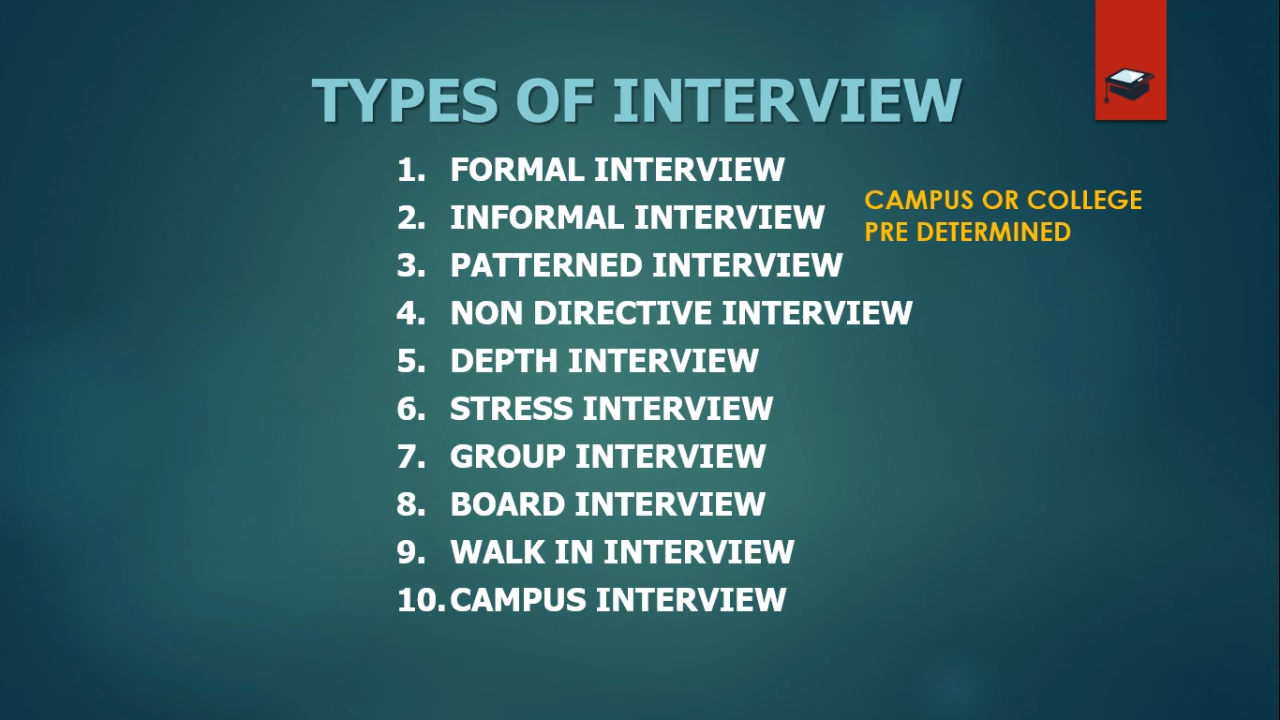 TYPES OF INTERVIEW
1. FORMAL INTERVIEW
2. INFORMAL INTERVIEW
3. PATTERNED INTERVIEW
4. NON DIRECTIVE INTERVIEW
5. DEPTH INTERVIEW
6. STRESS INTERVIEW
7. GROUP INTERVIEW
8. BOARD INTERVIEW
9. WALK IN INTERVIEW
10. CAMPUS INTERVIEW
CAMPUS OR COLLEGE
PRE DETERMINED